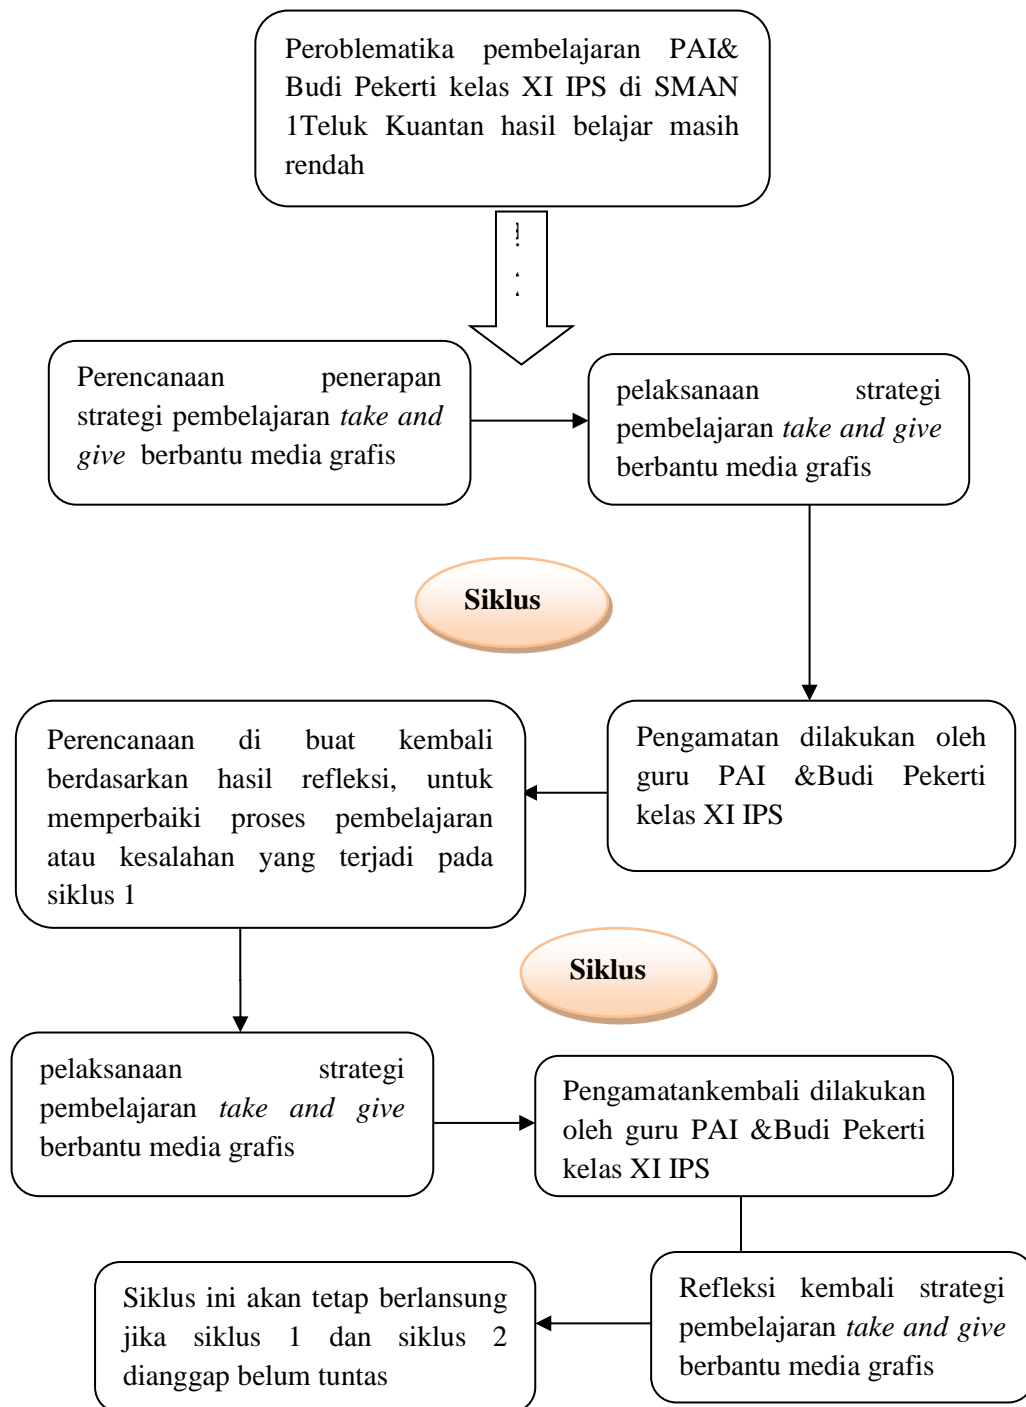 Peroblematika pembelajaran PAI&
Budi Pekerti kelas XI IPS di SMAN
1Teluk Kuantan hasil belajar masih
rendah
Perencanaan penerapan
strategi pembelajaran take and
give berbantu media grafis
pelaksanaan strategi
pembelajaran take and give
berbantu media grafis
Siklus
Pengamatan dilakukan oleh
guru PAI &Budi Pekerti
kelas XI IPS
Perencanaan di buat kembali
berdasarkan hasil refleksi, untuk
memperbaiki proses pembelajaran
atau kesalahan yang terjadi pada
siklus 1
Siklus
pelaksanaan strategi
pembelajaran take and give
berbantu media grafis
Pengamatankembali dilakukan
oleh guru PAI &Budi Pekerti
kelas XI IPS
Refleksi kembali strategi
pembelajaran take and give
berbantu media grafis
Siklus ini akan tetap berlansung
jika siklus 1 dan siklus 2
dianggap belum tuntas